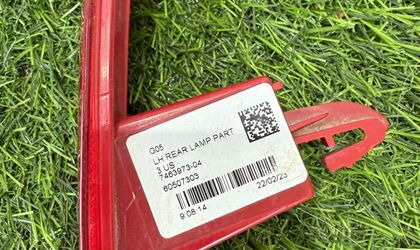 G05
LH REAR LAMP PART
3 US
7463973-04
60507303
22/02/23
9 08 14